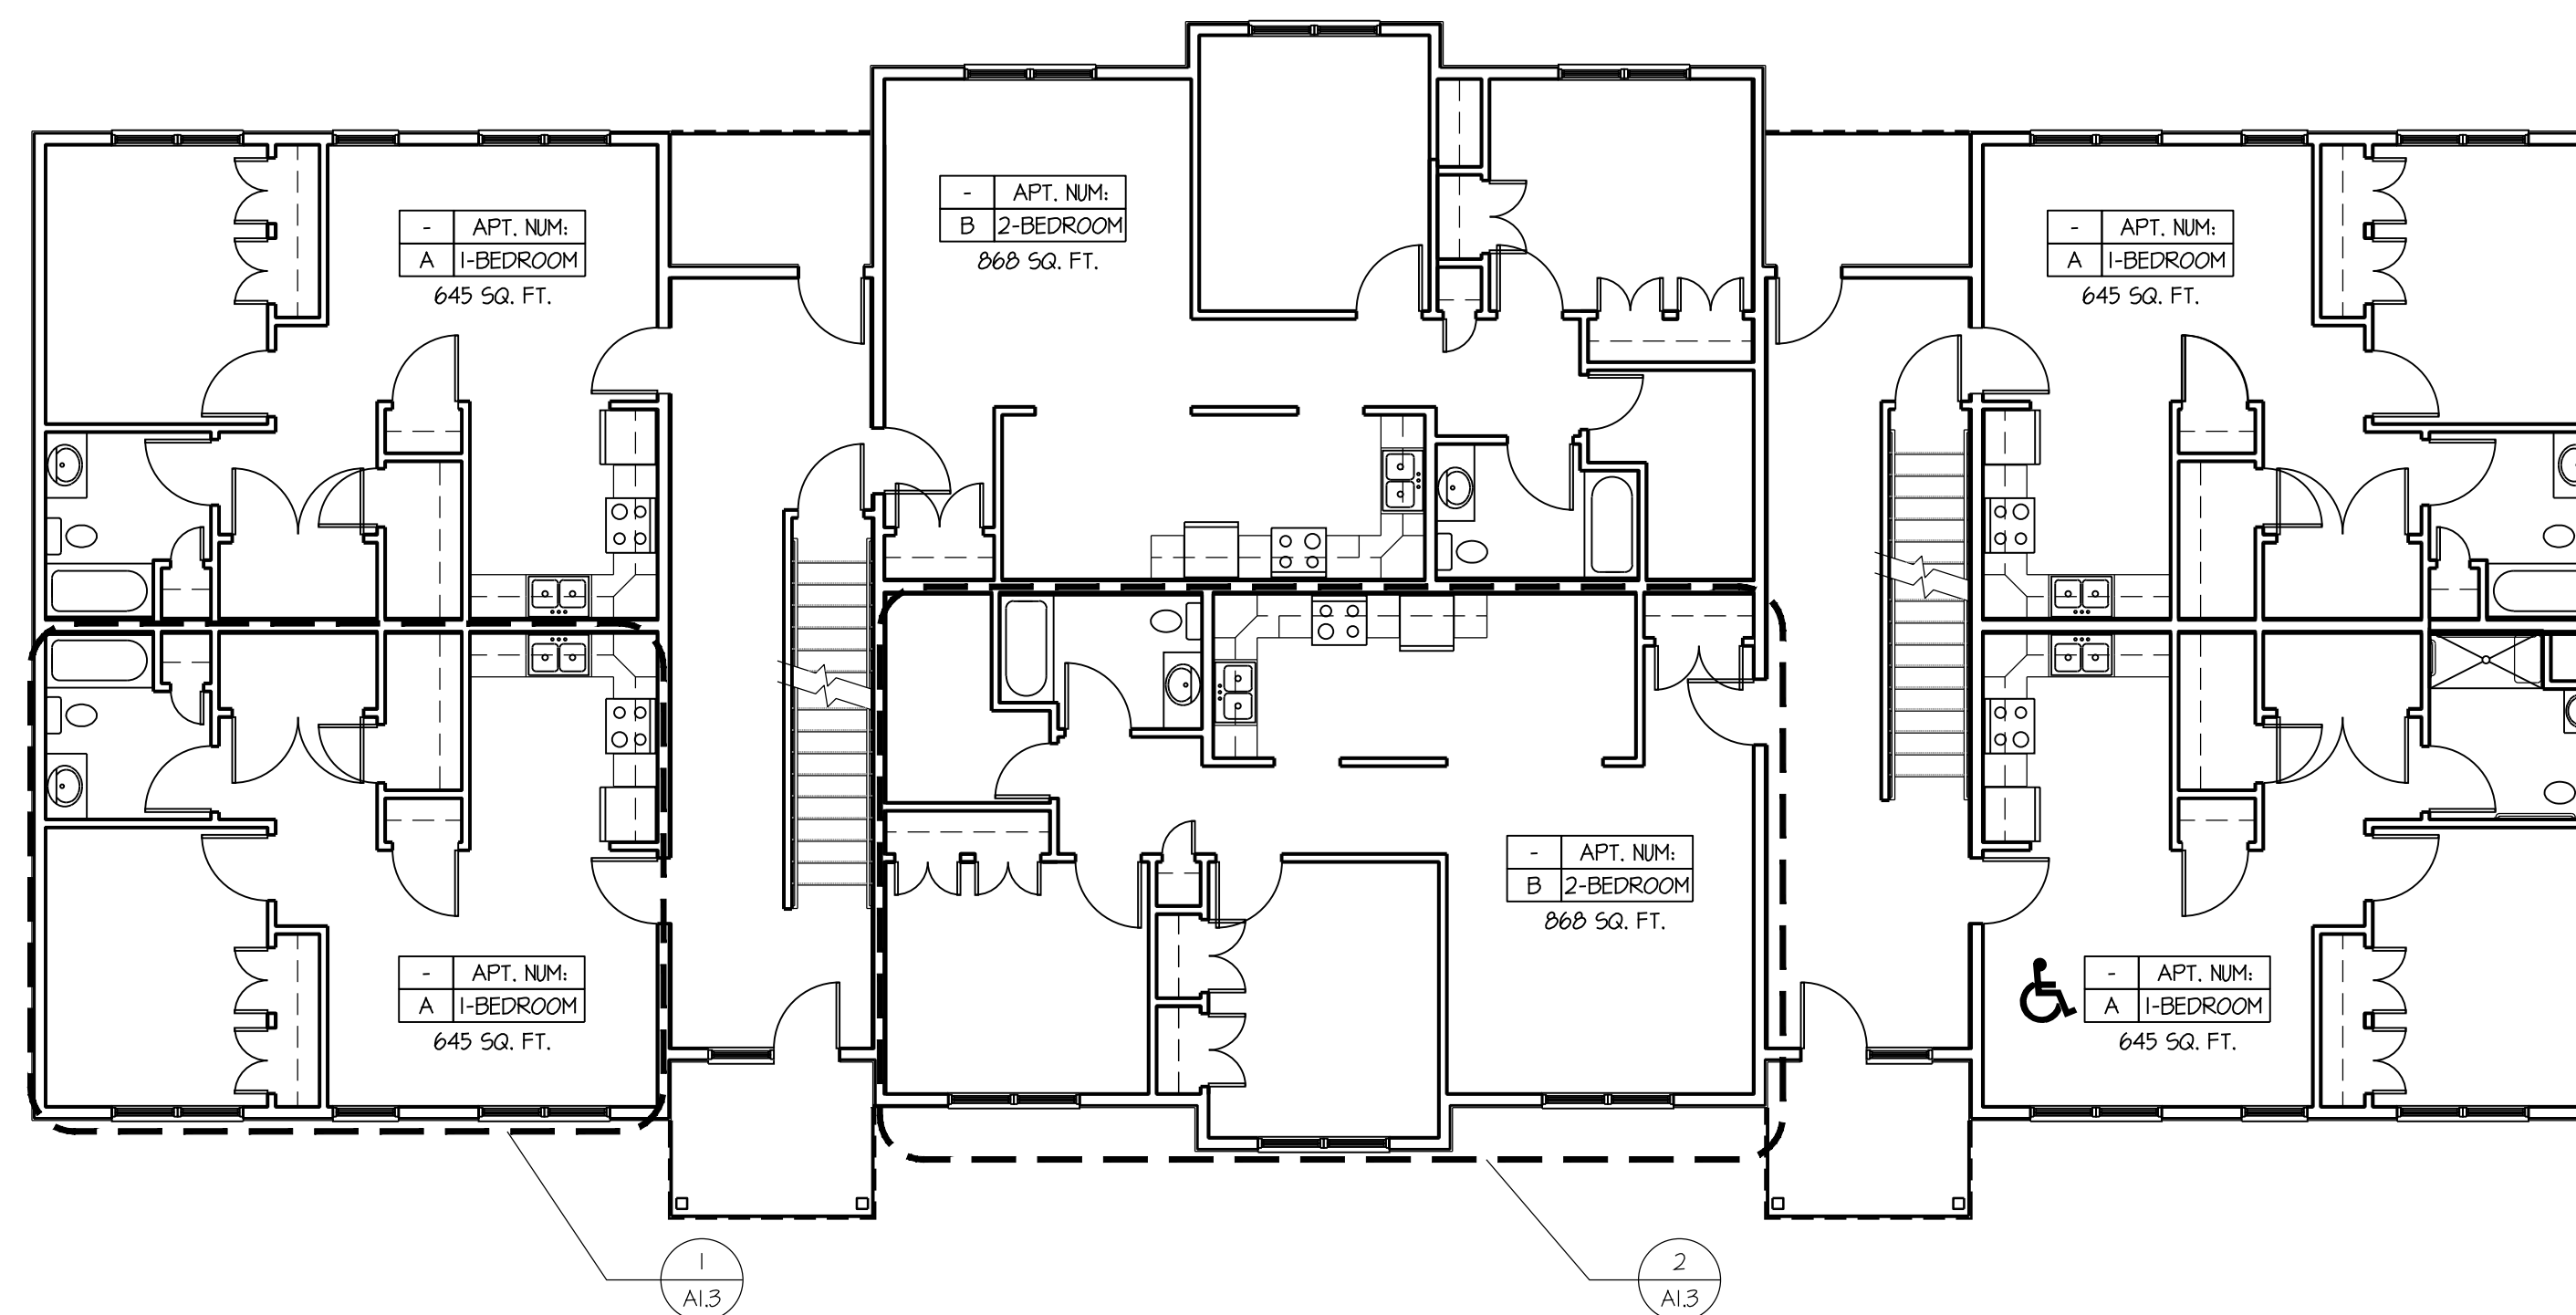 - APT. NUM:
B 2-BEDROOM
868 SQ. FT.
- APT. NUM:
A 1-BEDROOM
645 SQ. FT.
- APT. NUM:
A 1-BEDROOM
645 SQ. FT.
- APT. NUM:
B 2-BEDROOM
868 SQ. FT.
- APT. NUM:
A 1-BEDROOM
645 SQ. FT.
- APT. NUM:
A 1-BEDROOM
645 SQ. FT.
1
A1.3
2
A1.3